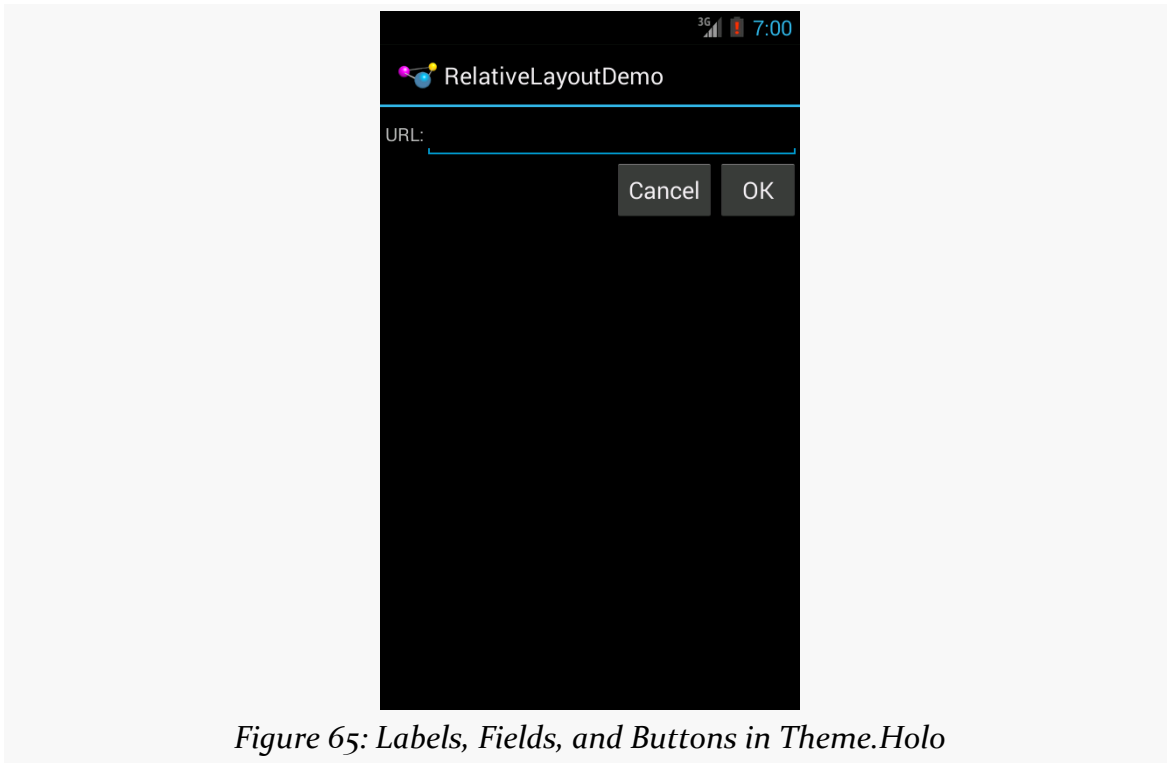 3G 7:00
RelativeLayoutDemo
URL:
Cancel OK
Figure 65: Labels, Fields, and Buttons in Theme.Holo